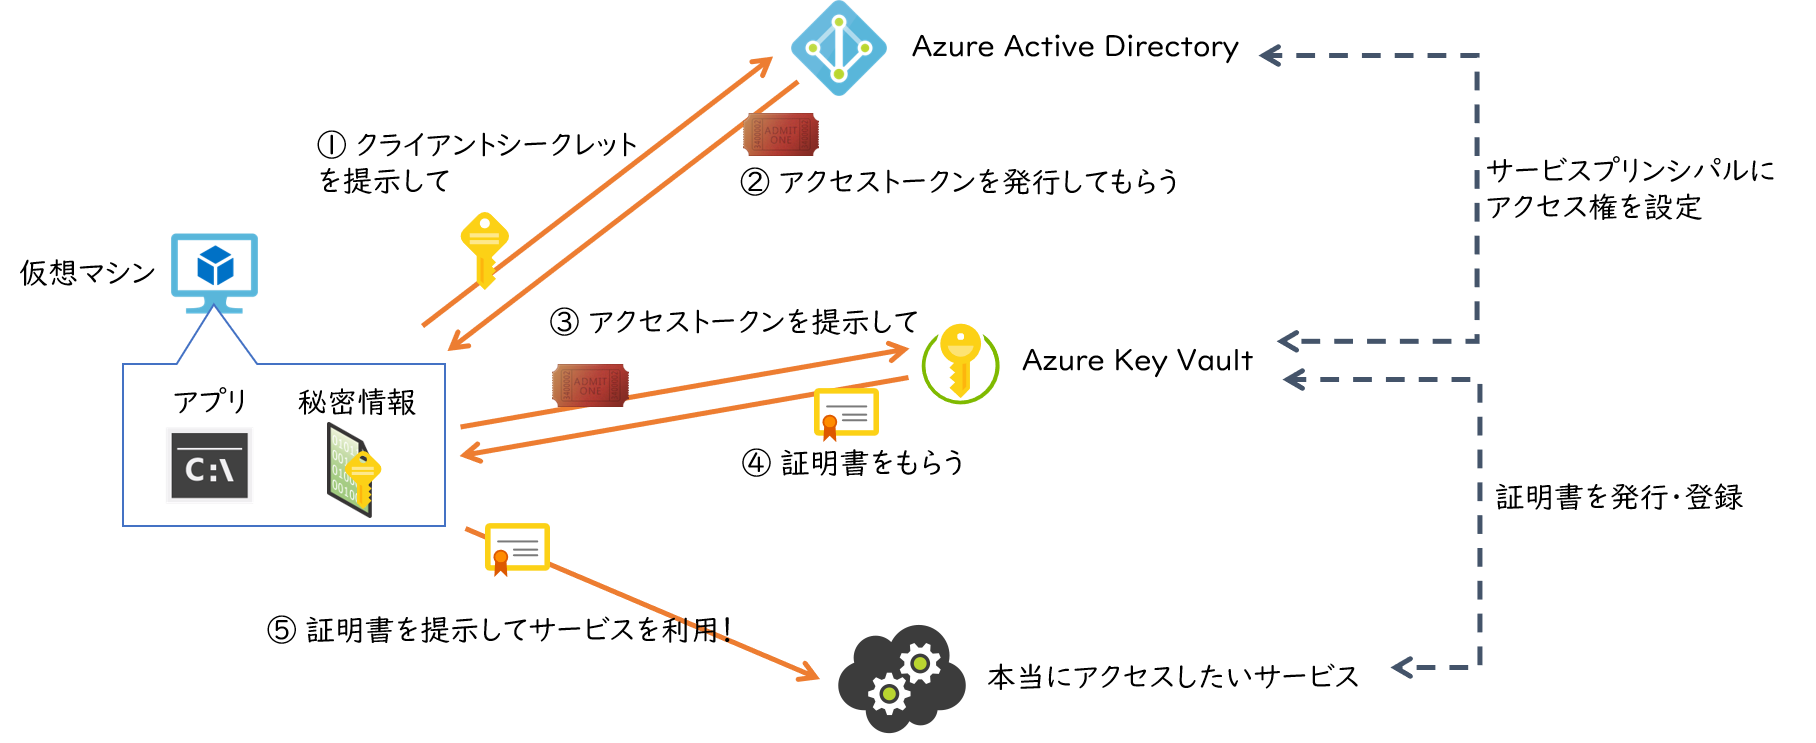 Azure Active Directory
① クライアントシークレット
を提示して
ADMIT
ONE
② アクセストークンを発行してもらう
サービスプリンシパルに
アクセス権を設定
仮想マシン
③ アクセストークンを提示して
ADMIT
ONE
Azure Key Vault
アプリ
秘密情報
C:\
④ 証明書をもらう
証明書を発行・登録
⑤ 証明書を提示してサービスを利用!
本当にアクセスしたいサービス